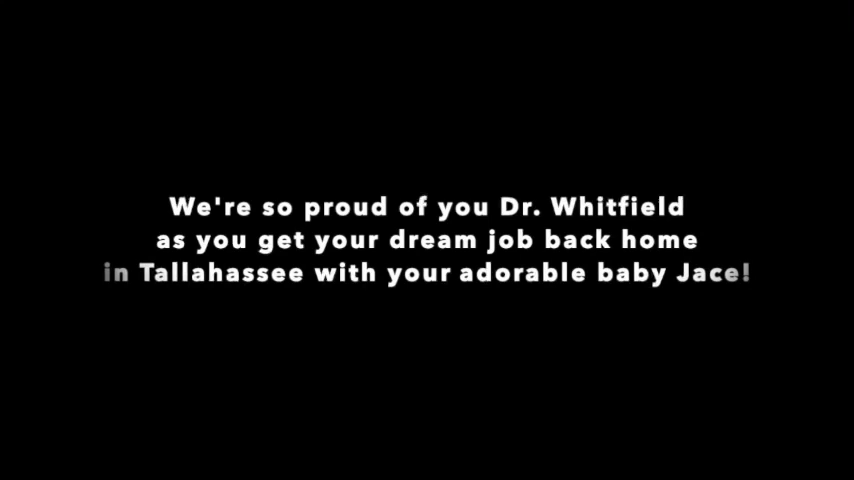 We're so proud of you Dr. Whitfield
as you get your dream job back home
in Tallahassee with your adorable baby Jace!